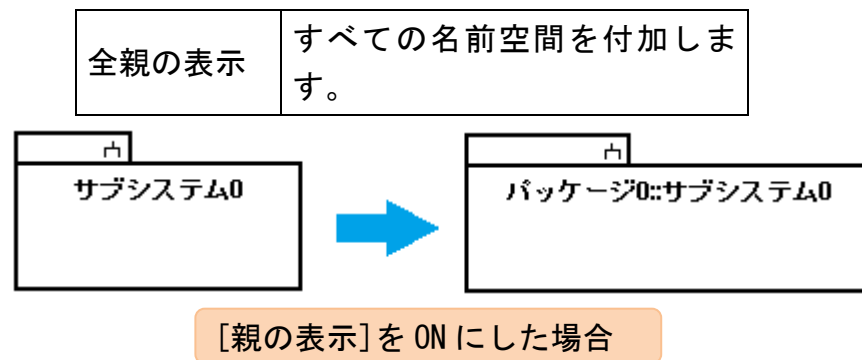 全親の表示
すべての名前空間を付加しま
す。
サブシステム0
パッケージ0::サブシステム0
[親の表示]を ON にした場合